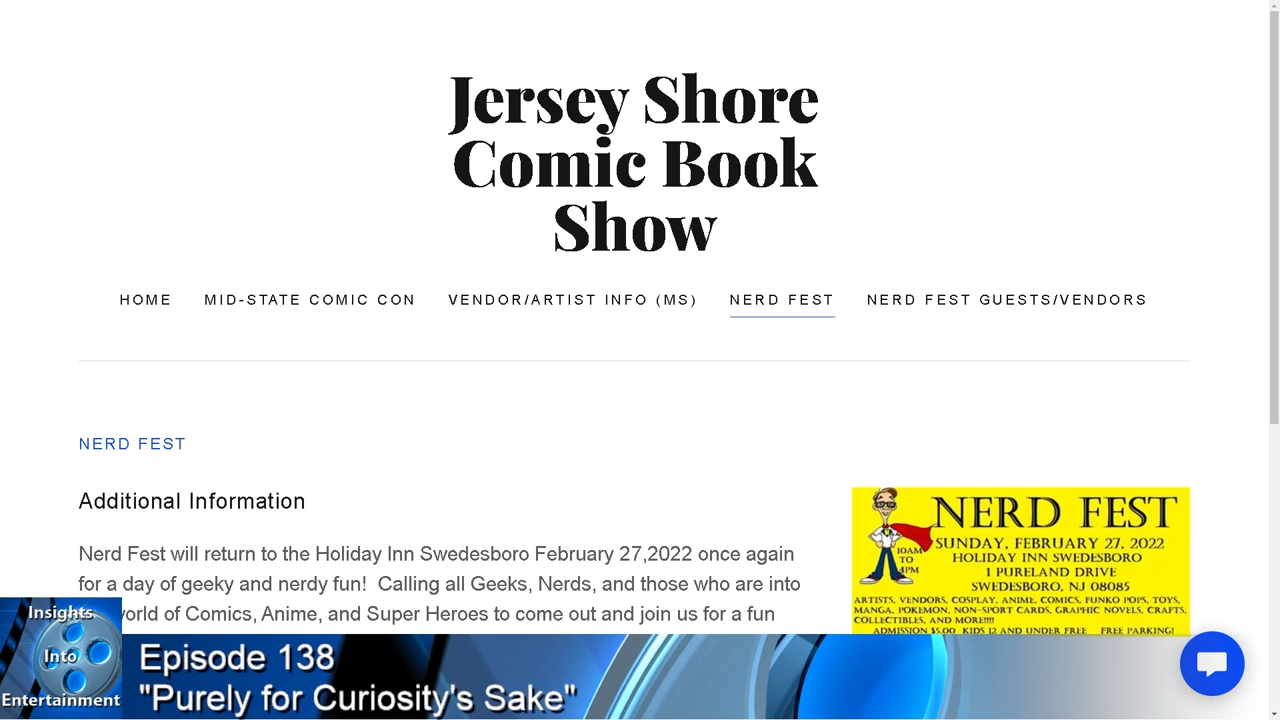 Jersey Shore
Comic Book
Show
HOME MID-STATE COMIC CON VENDOR/ARTIST INFO (MS) NERD FEST NERD FEST GUESTS/VENDORS
NERD FEST
Additional Information
Nerd Fest will return to the Holiday Inn Swedesboro February 27,2022 once again
for a day of geeky and nerdy fun!  Calling all Geeks, Nerds, and those who are into
world of Comics, Anime, and Super Heroes to come out and join us for a fun
NERD FEST
SUNDAY, FEBRUARY 27, 2022
HOLIDAY INN SWEDESBORO
1 PURELAND DRIVE
SWEDESBORO, NJ 08085
10AM
TO
4PM
ARTISTS, VENDORS, COSPLAY, ANIME, COMICS, FUNKO POPS, TOYS,
MANGA, POKEMON, NON-SPORT CARDS, GRAPHIC NOVELS, CRAFTS,
COLLECTIBLES, AND MORE!!!!
ADMISSION $5.00 KIDS 12 AND UNDER FREE FREE PARKING!
Insights
Into
Entertainment
Episode 138
"Purely for Curiosity's Sake"